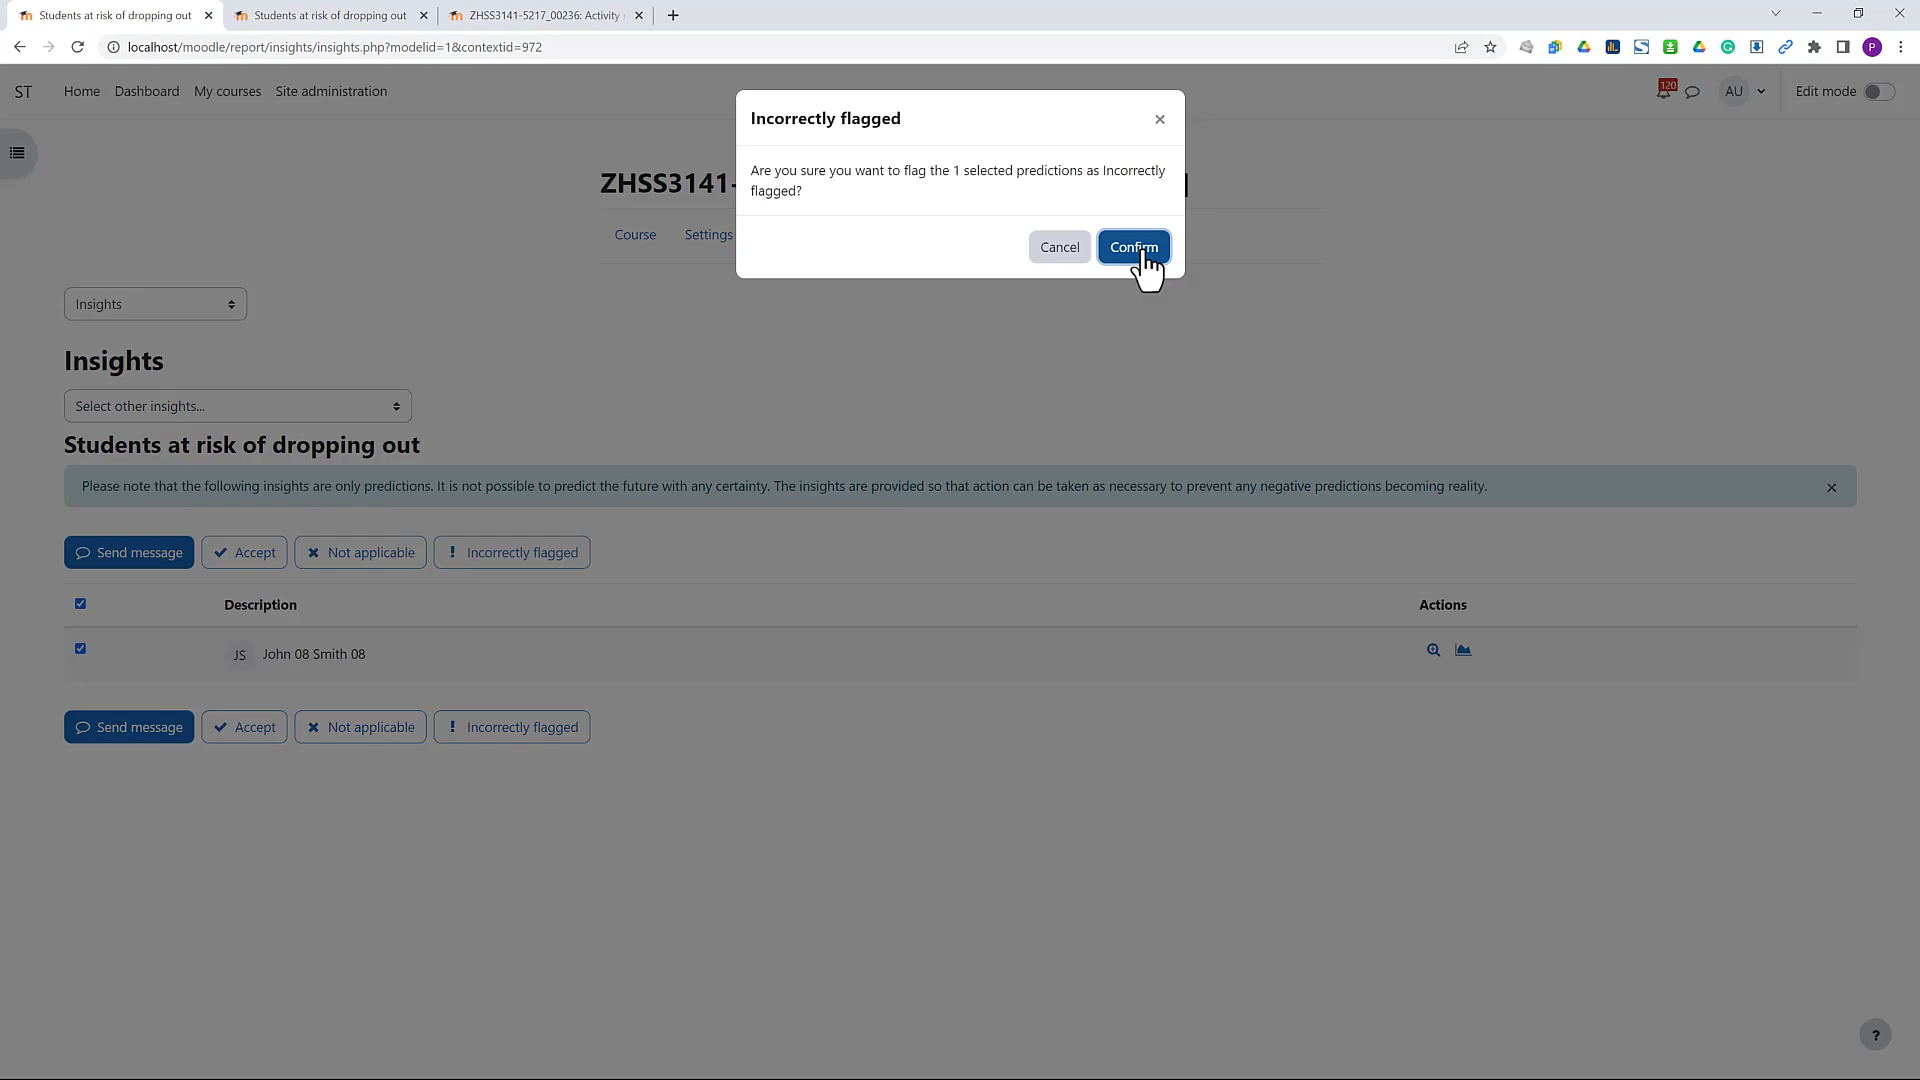 Students at risk of dropping out
Students at risk of dropping out
ZHSS3141-5217_00236: Activity
localhost/moodle/report/insights/insights.php?modelid=1&contextid=972
P
ST
Home
Dashboard
My courses
Site administration
120
AU
Edit mode
Incorrectly flagged
Are you sure you want to flag the 1 selected predictions as Incorrectly
flagged?
Cancel
Confirm
ZHSS3141-
Course
Settings
Insights
Insights
Select other insights...
Students at risk of dropping out
Please note that the following insights are only predictions. It is not possible to predict the future with any certainty. The insights are provided so that action can be taken as necessary to prevent any negative predictions becoming reality.
Send message
Accept
Not applicable
Incorrectly flagged
Description
Actions
JS
John 08 Smith 08
Send message
Accept
Not applicable
Incorrectly flagged
?